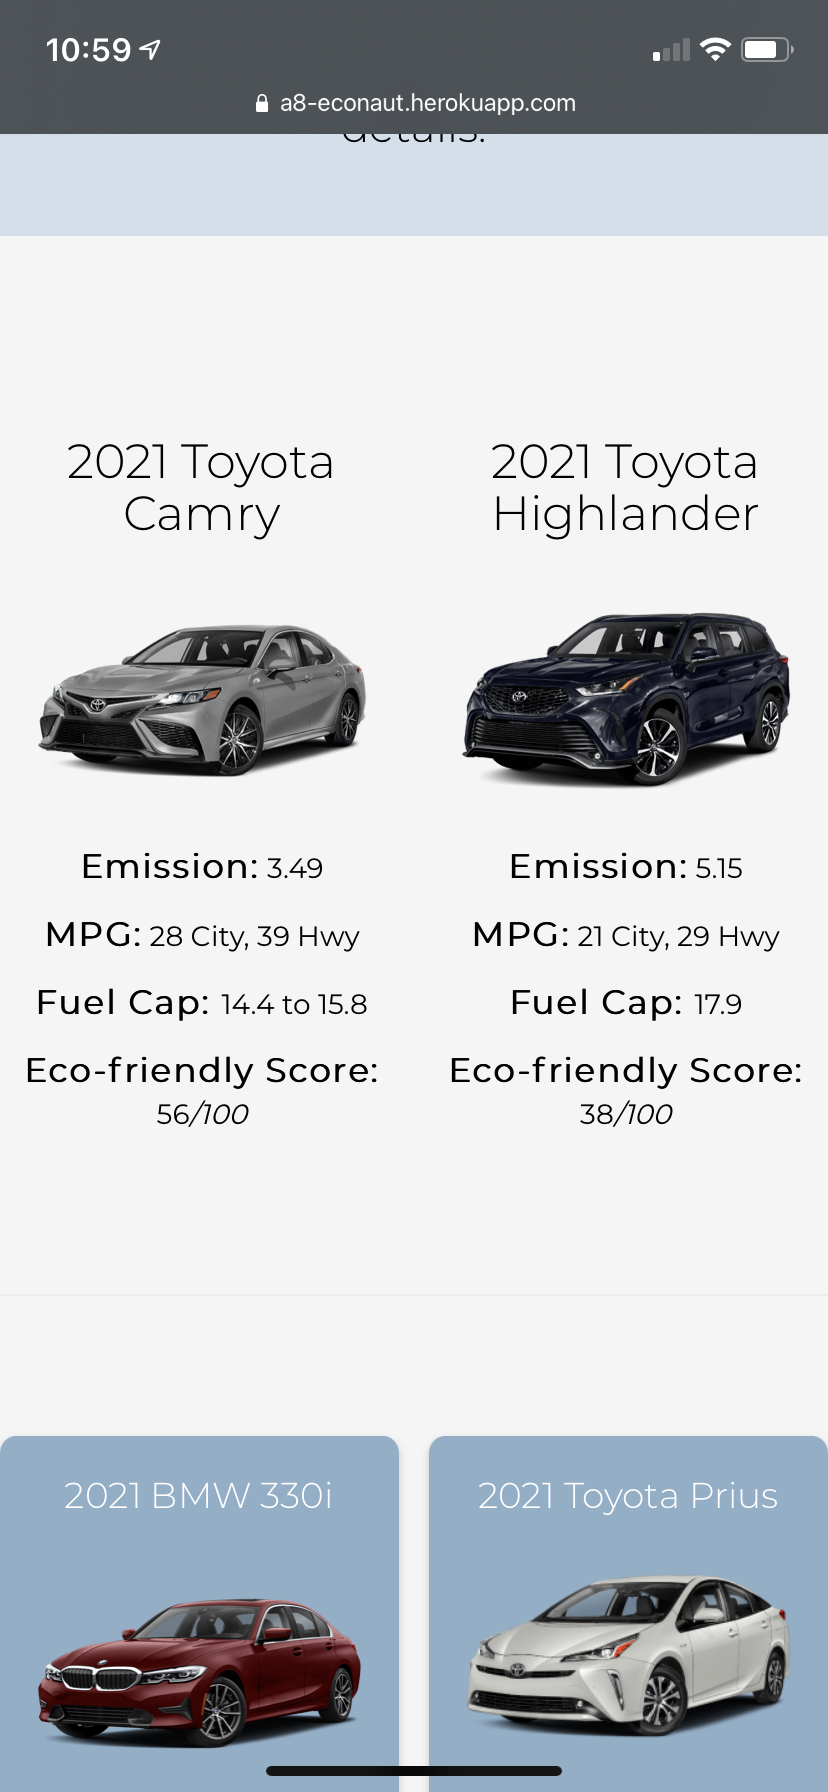 10:59
a8-econaut.herokuapp.com
details.
2021 Toyota
Camry
2021 Toyota
Highlander
Emission: 3.49
MPG: 28 City, 39 Hwy
Fuel Cap: 14.4 to 15.8
Eco-friendly Score:
56/100
Emission: 5.15
MPG: 21 City, 29 Hwy
Fuel Cap: 17.9
Eco-friendly Score:
38/100
2021 BMW 330i
2021 Toyota Prius